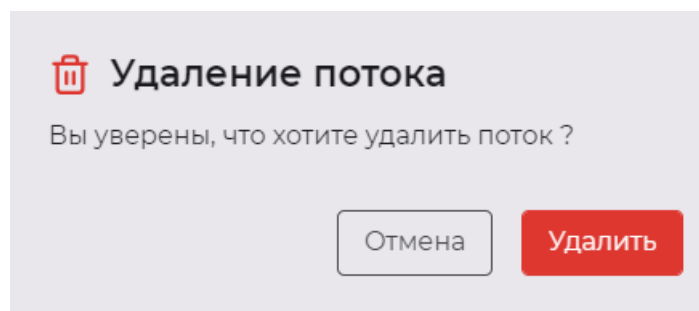 Удаление потока
Вы уверены, что хотите удалить поток ?
Отмена
Удалить